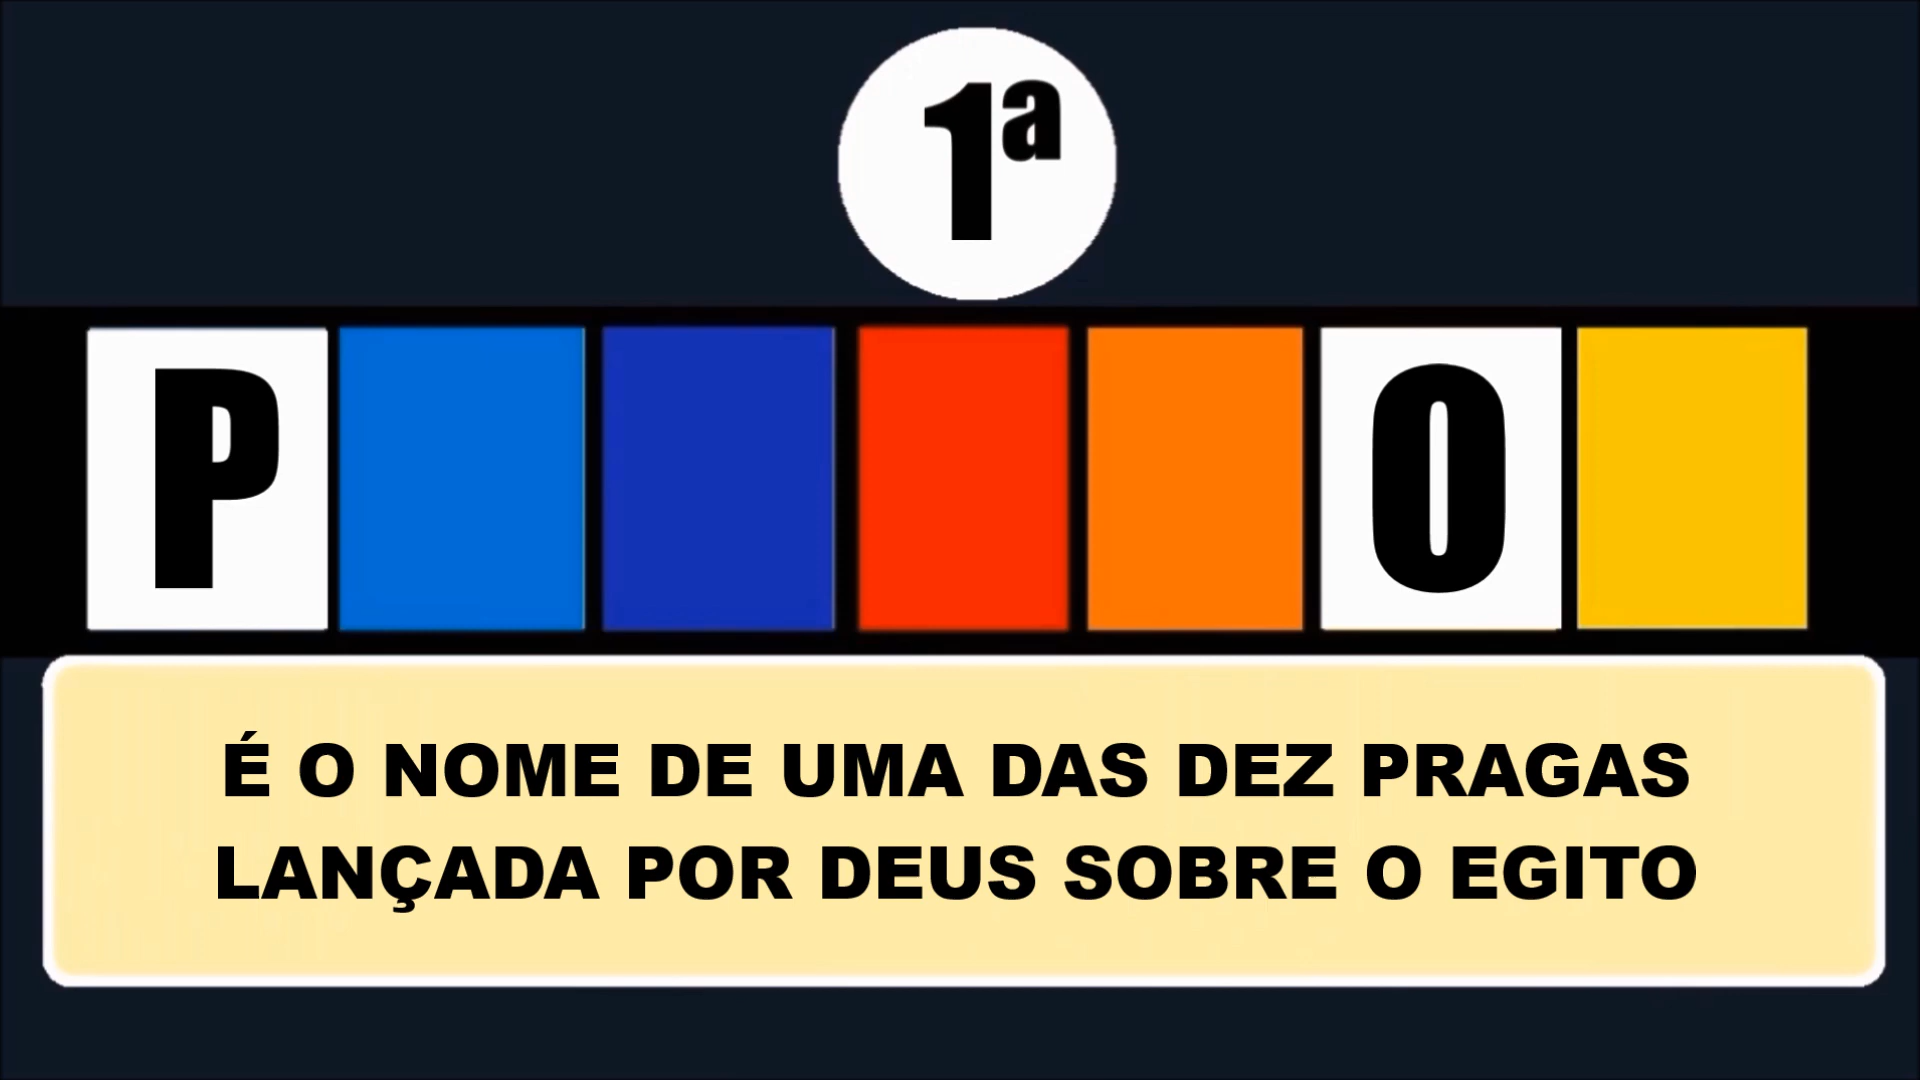 1ª
P O
É O NOME DE UMA DAS DEZ PRAGAS
LANÇADA POR DEUS SOBRE O EGITO